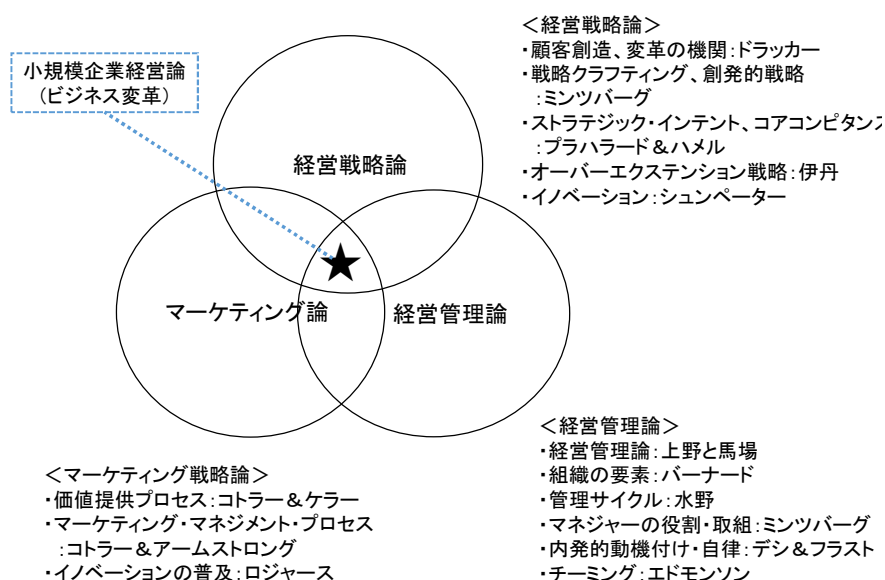 小規模企業経営論
(ビジネス変革)
経営戦略論
マーケティング論
経営管理論
＜経営戦略論＞
・顧客創造、変革の機関：ドラッカー
・戦略クラフティング、創発的戦略
：ミンツバーグ
・ストラテジック・インテント、コアコンピタンス
：プラハラード＆ハメル
・オーバーエクステンション戦略：伊丹
・イノベーション：シュンペーター
＜マーケティング戦略論＞
・価値提供プロセス：コトラー＆ケラー
・マーケティング・マネジメント・プロセス
：コトラー＆アームストロング
・イノベーションの普及：ロジャース
＜経営管理論＞
・経営管理論：上野と馬場
・組織の要素：バーナード
・管理サイクル：水野
・マネジャーの役割・取組：ミンツバーグ
・内発的動機付け・自律：デシ＆フラスト
・チーミング：エドモンソン